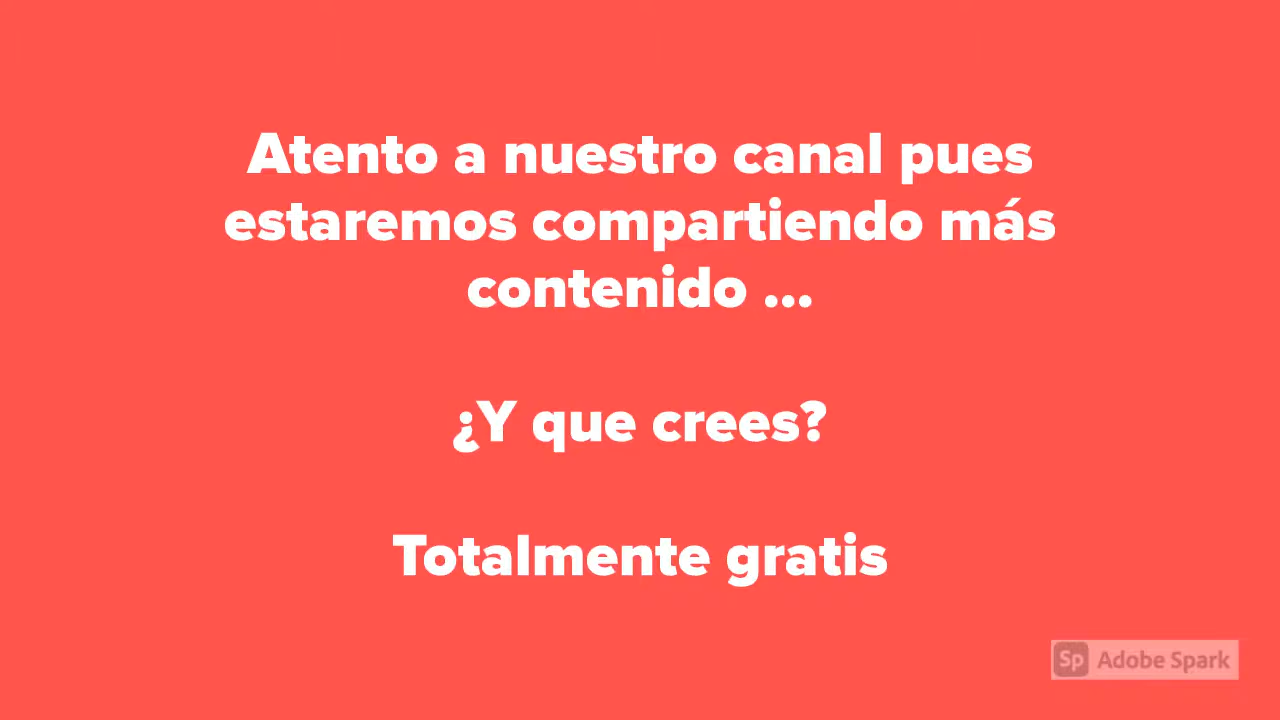 Atento a nuestro canal pues
estaremos compartiendo más
contenido ...
¿Y que crees?
Totalmente gratis
Sp Adobe Spark